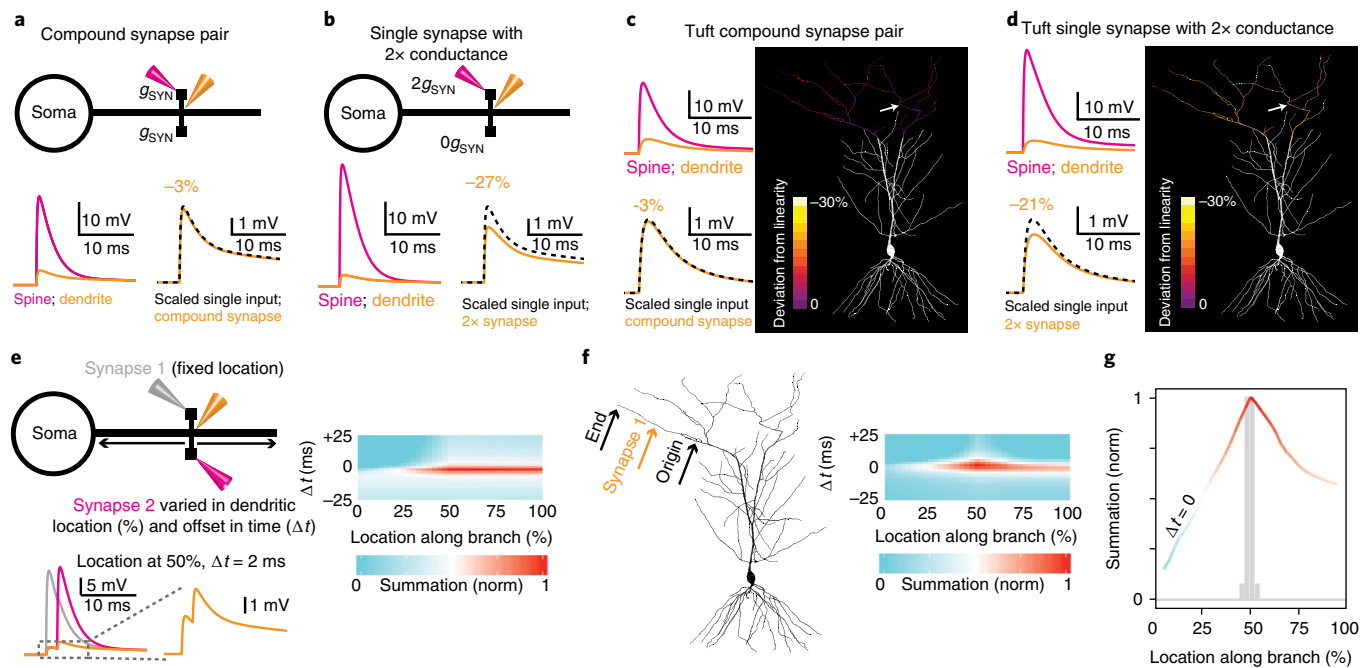 a
Compound synapse pair
Soma
gSYN
gSYN
10 mV
10 ms
Spine; dendrite
–3%
1 mV
10 ms
Scaled single input;
compound synapse
b
Single synapse with
2× conductance
Soma
2gSYN
0gSYN
10 mV
10 ms
Spine; dendrite
–27%
1 mV
10 ms
Scaled single input;
2× synapse
c
Tuft compound synapse pair
10 mV
10 ms
Spine; dendrite
-3%
1 mV
10 ms
Scaled single input
compound synapse
Deviation from linearity
–30%
0
d
Tuft single synapse with 2× conductance
10 mV
10 ms
Spine; dendrite
–21%
1 mV
10 ms
Scaled single input
2× synapse
Deviation from linearity
–30%
0
e
Synapse 1 (fixed location)
Soma
Synapse 2 varied in dendritic
location (%) and offset in time (Δt)
Location at 50%, Δt = 2 ms
5 mV
10 ms
1 mV
Δt (ms)
+25
0
–25
0 25 50 75 100
Location along branch (%)
0 Summation (norm) 1
f
End
Synapse 1
Origin
Δt (ms)
+25
0
–25
0 25 50 75 100
Location along branch (%)
0 Summation (norm) 1
g
Summation (norm)
1
0
Δt = 0
0 25 50 75 100
Location along branch (%)